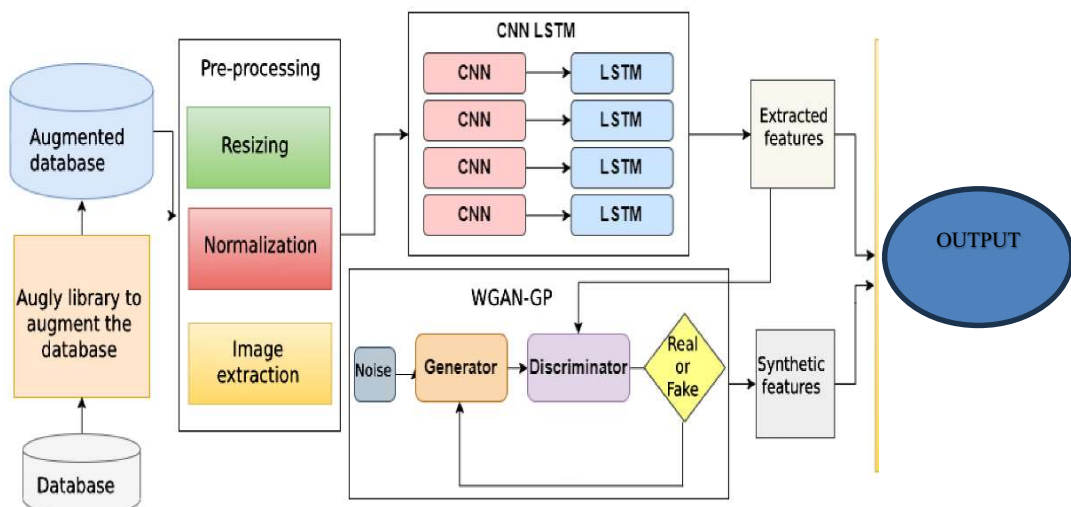 Database
Augly library to
augment the
database
Augmented
database
Pre-processing
Resizing
Normalization
Image
extraction
CNN LSTM
CNN
LSTM
CNN
LSTM
CNN
LSTM
CNN
LSTM
Extracted
features
WGAN-GP
Noise
Generator
Discriminator
Real
or
Fake
Synthetic
features
OUTPUT